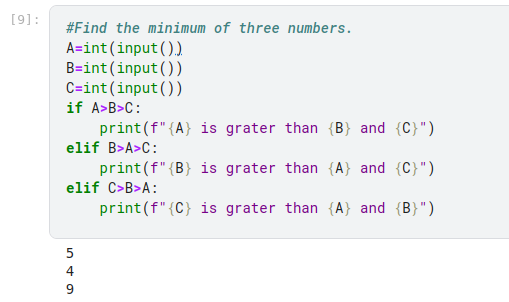 [9]:
#Find the minimum of three numbers.
A=int(input())
B=int(input())
C=int(input())
if A>B>C:
    print(f"{A} is grater than {B} and {C}")
elif B>A>C:
    print(f"{B} is grater than {A} and {C}")
elif C>B>A:
    print(f"{C} is grater than {A} and {B}")
5
4
9